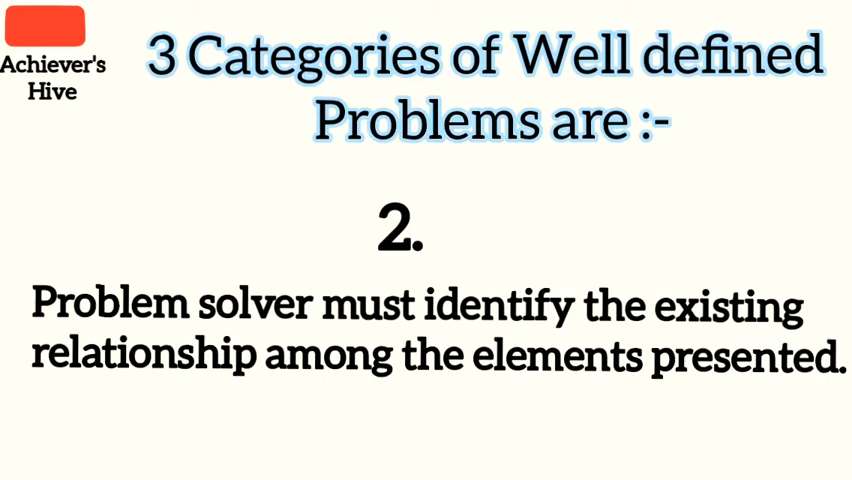 Achiever's
Hive
3 Categories of Well defined
Problems are :-
2.
Problem solver must identify the existing
relationship among the elements presented.